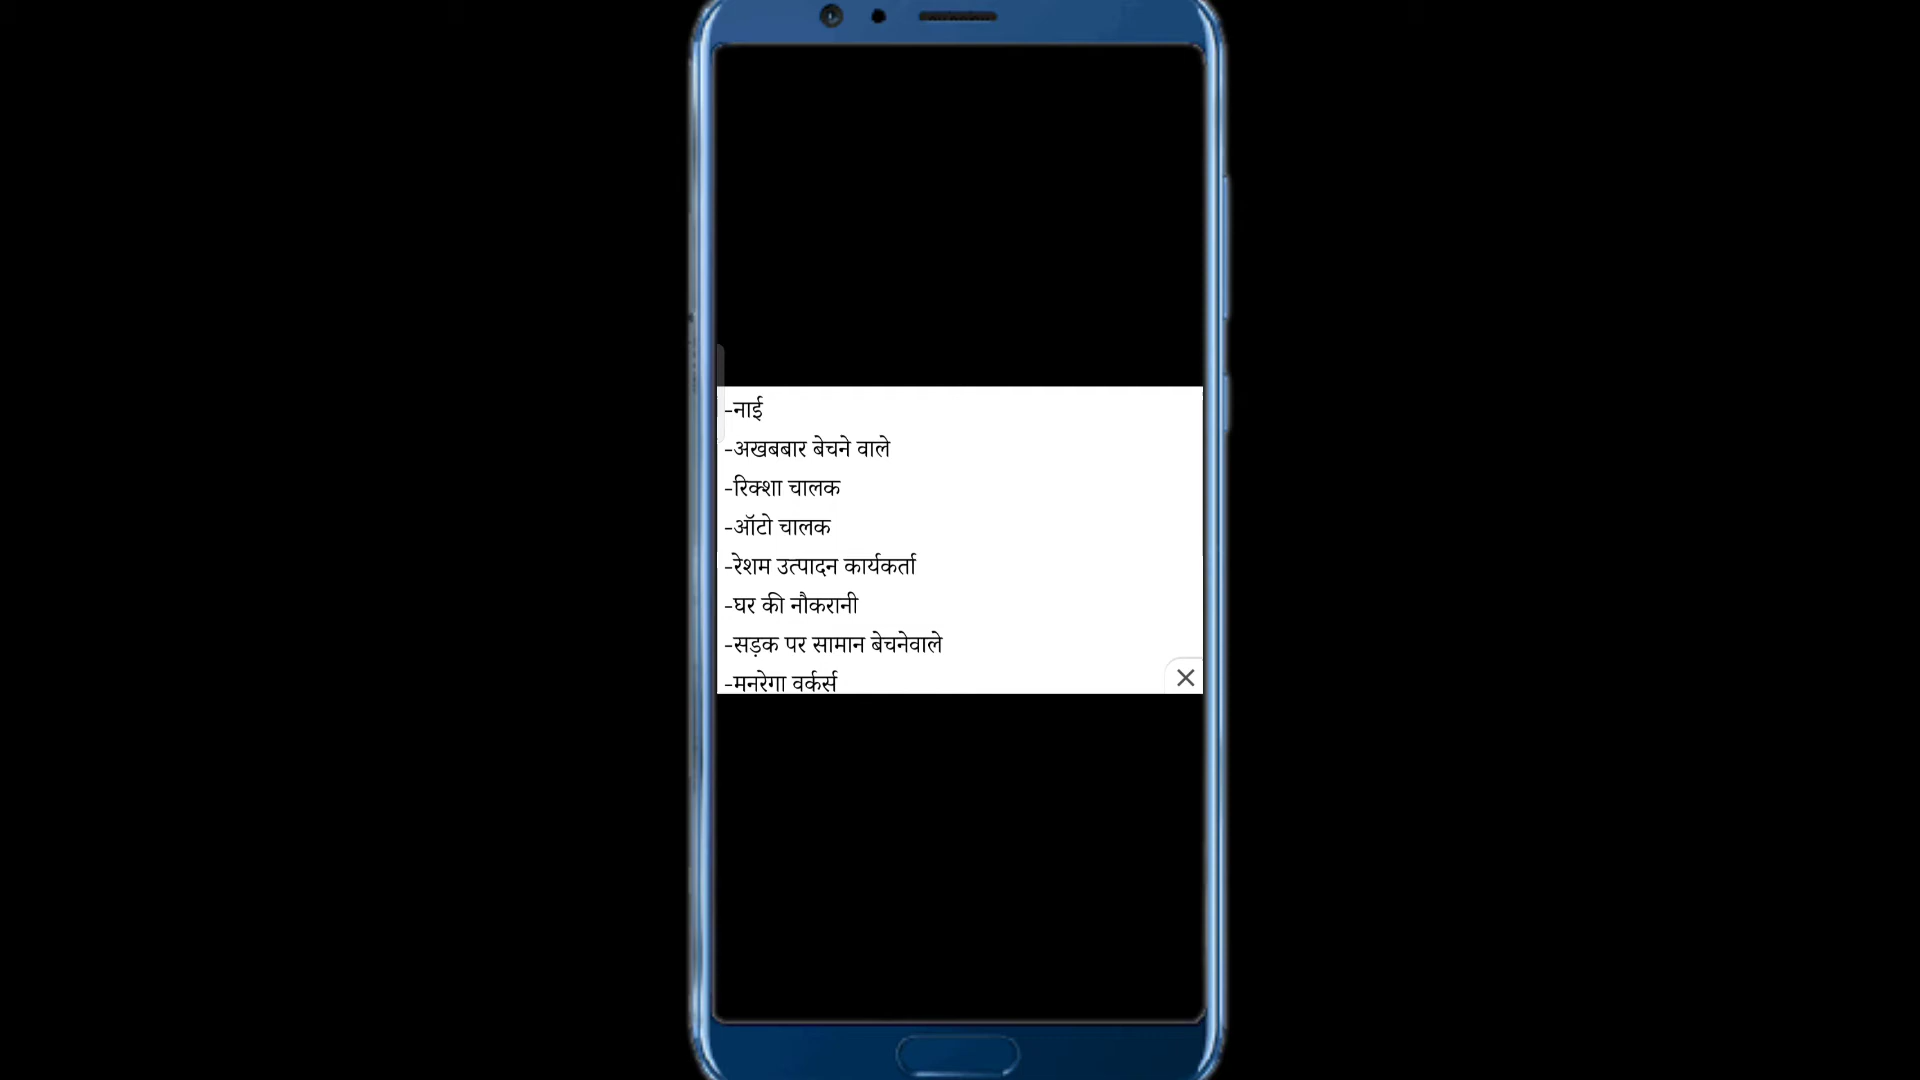 -नाई
-अखबबार बेचने वाले
-रिक्शा चालक
-ऑटो चालक
-रेशम उत्पादन कार्यकर्ता
-घर की नौकरानी
-सड़क पर सामान बेचनेवाले
-मनरेगा वर्कर्स